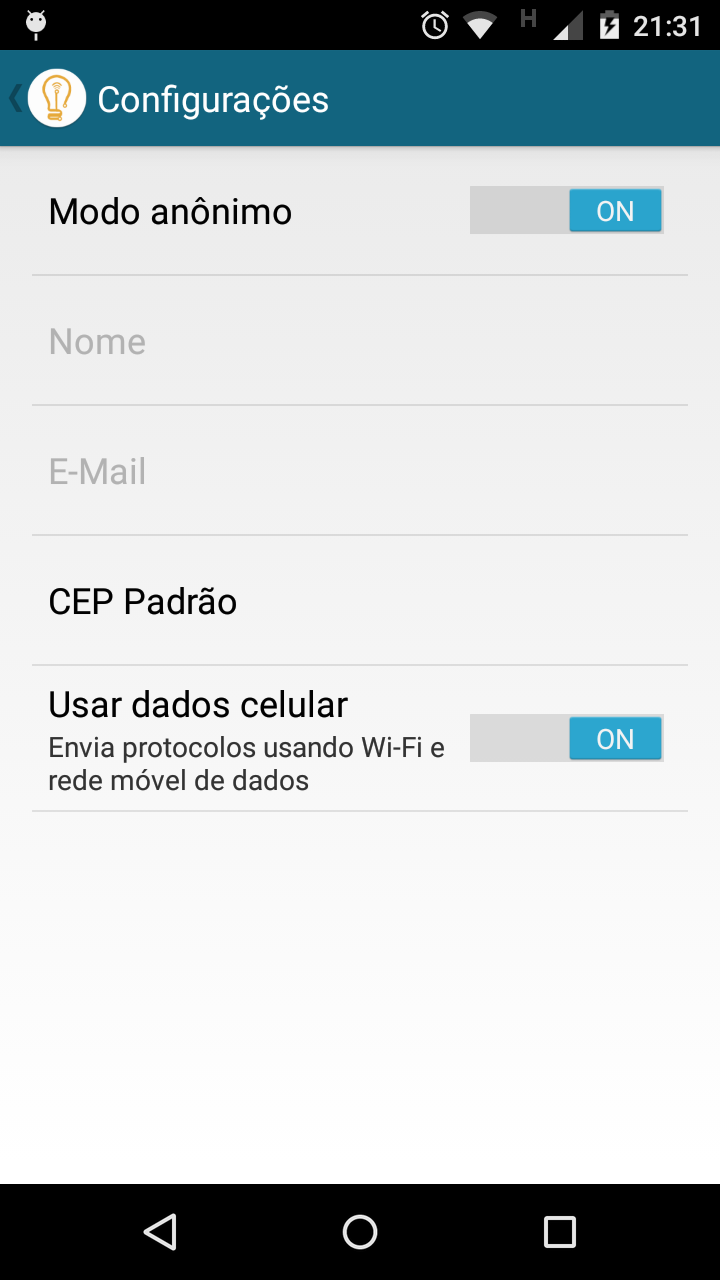 H
21:31
Configurações
Modo anônimo
ON
Nome
E-Mail
CEP Padrão
Usar dados celular
Envia protocolos usando Wi-Fi e
rede móvel de dados
ON